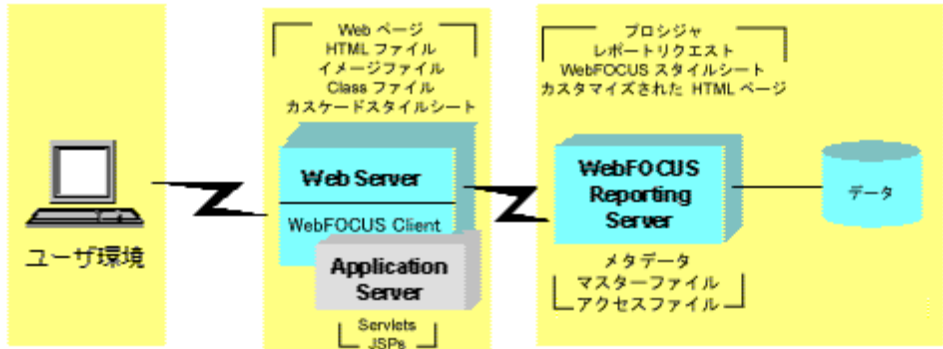 ユーザ環境
Web ページ
HTML ファイル
イメージファイル
Class ファイル
カスケードスタイルシート
Web Server
WebFOCUS Client
Application
Server
Servlets
JSPs
プロシジャ
レポートリクエスト
WebFOCUS スタイルシート
カスタマイズされた HTML ページ
WebFOCUS
Reporting
Server
メタデータ
マスターファイル
アクセスファイル
データ